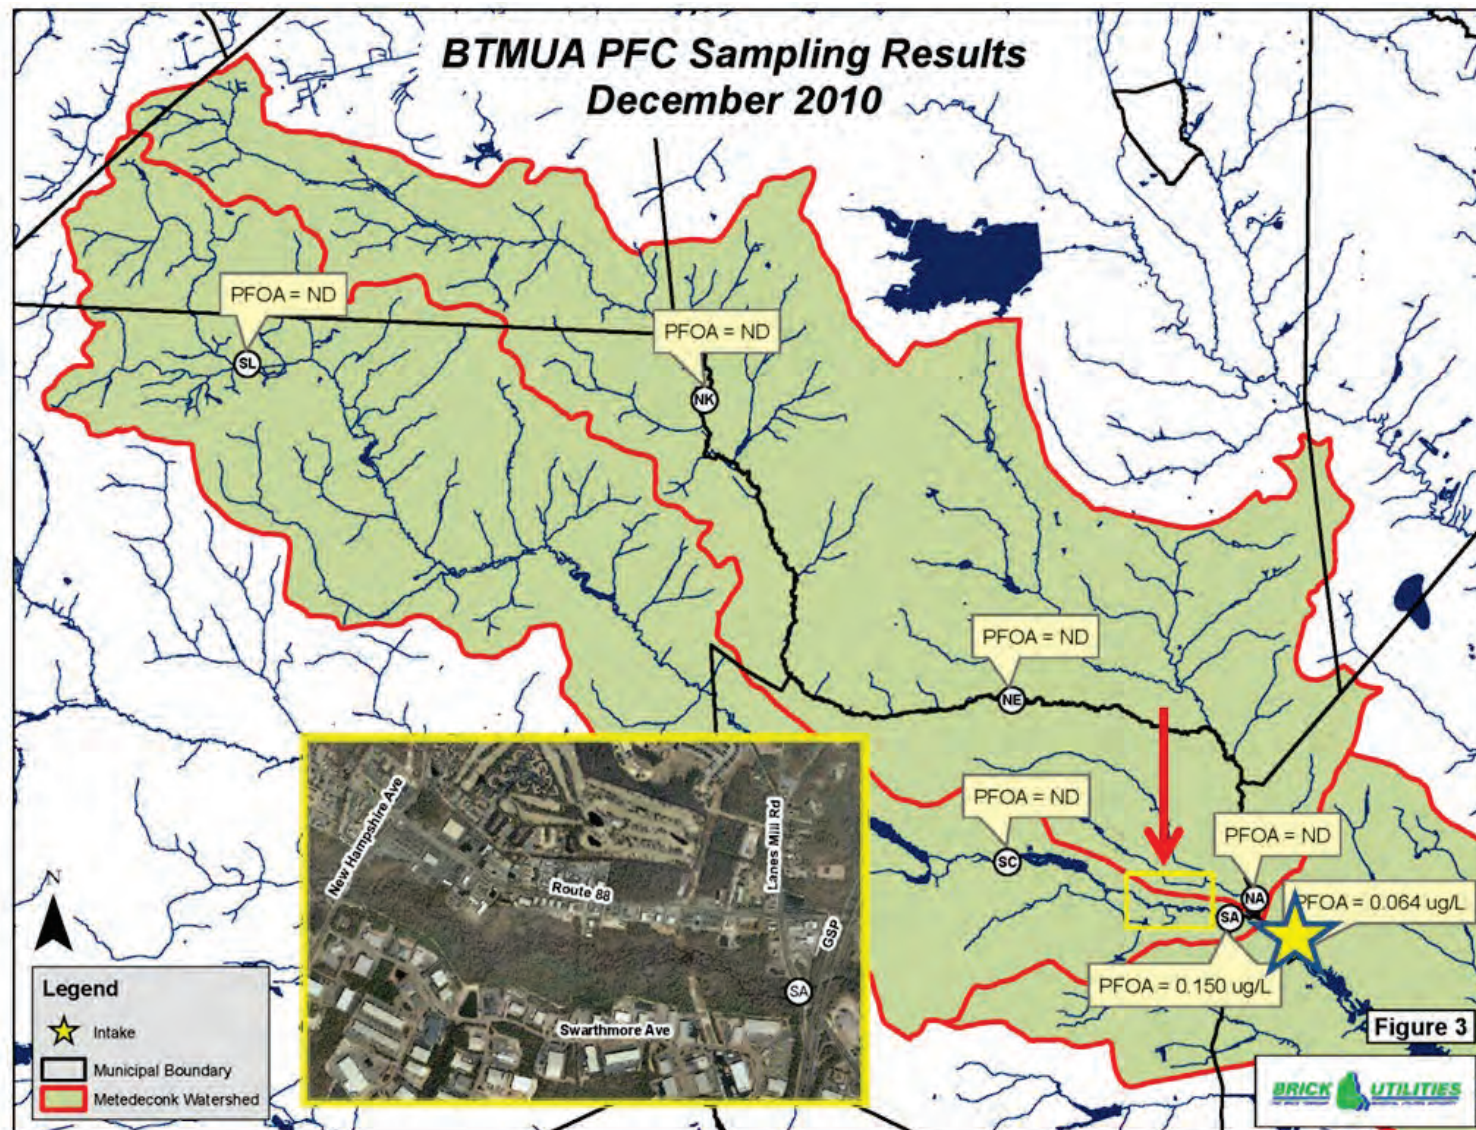 BTMUA PFC Sampling Results
December 2010
PFOA = ND
SL
PFOA = ND
NK
PFOA = ND
NE
PFOA = ND
SC
PFOA = ND
NA
PFOA = 0.064 ug/L
SA
PFOA = 0.150 ug/L
New Hampshire Ave
Route 88
Lanes Mill Rd
GSP
SA
Swarthmore Ave
N
Legend
Intake
Municipal Boundary
Metedeconk Watershed
Figure 3
BRICK UTILITIES